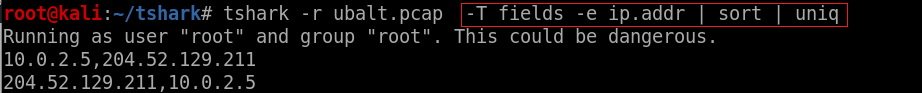 root@kali:~/tshark# tshark -r ubalt.pcap  -T fields -e ip.addr | sort | uniq
Running as user "root" and group "root". This could be dangerous.
10.0.2.5,204.52.129.211
204.52.129.211,10.0.2.5